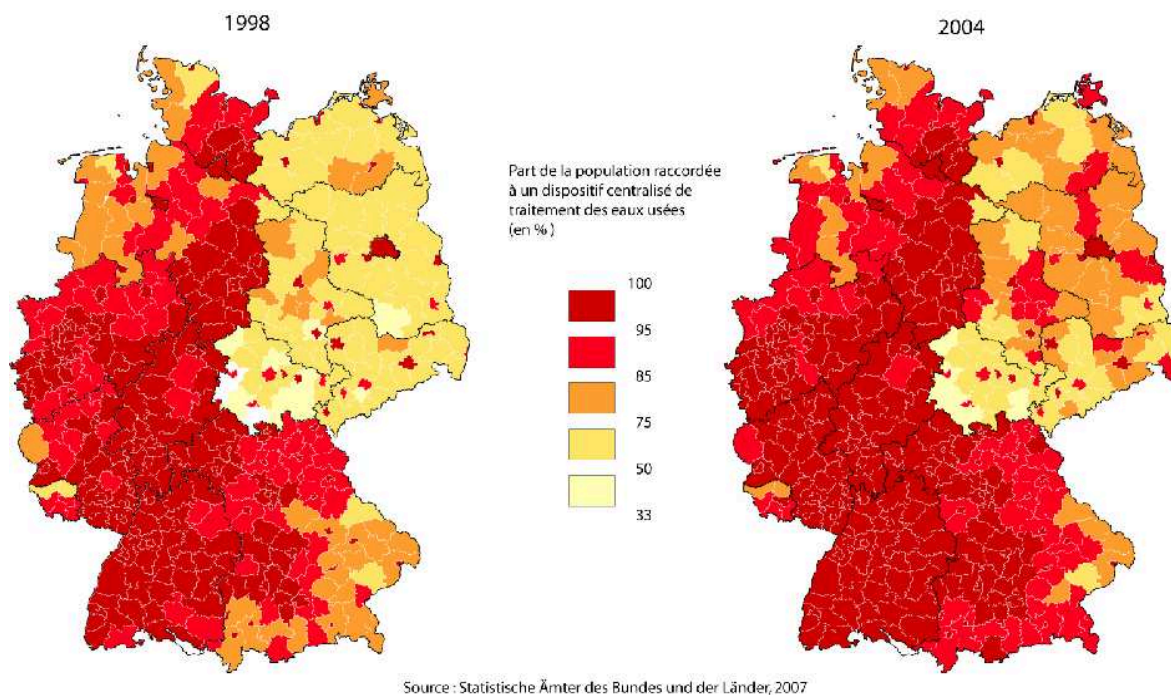 1998
2004
Part de la population raccordée
à un dispositif centralisé de
traitement des eaux usées
(en %)
100
95
85
75
50
33
Source : Statistische Ämter des Bundes und der Länder, 2007